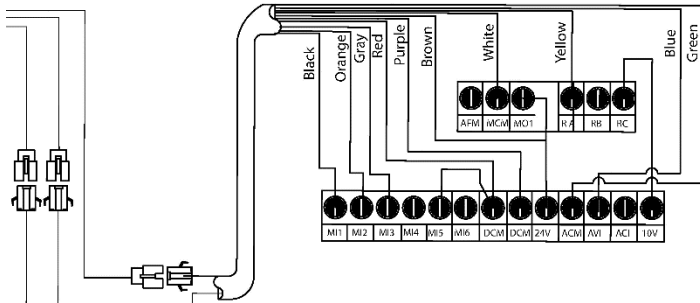 Black
Orange
Gray
Red
Purple
Brown
White
Yellow
Blue
Green
AFM MCM MO1 RA RB RC
MI1 MI2 MI3 MI4 MI5 MI6 DCM DCM 24V ACM AVI ACI 10V